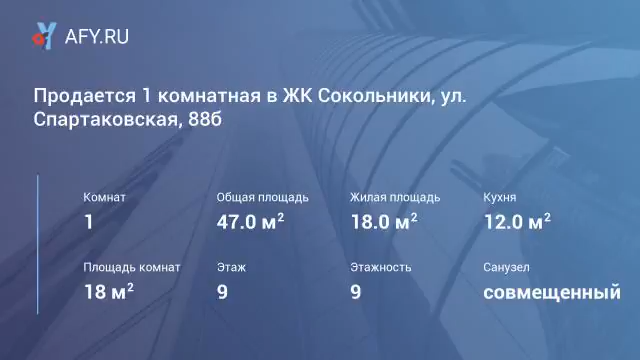 AFY.RU
Продается 1 комнатная в ЖК Сокольники, ул.
Спартаковская, 88б
Комнат
1
Общая площадь
47.0 м²
Жилая площадь
18.0 м²
Кухня
12.0 м²
Площадь комнат
18 м²
Этаж
9
Этажность
9
Санузел
совмещенный